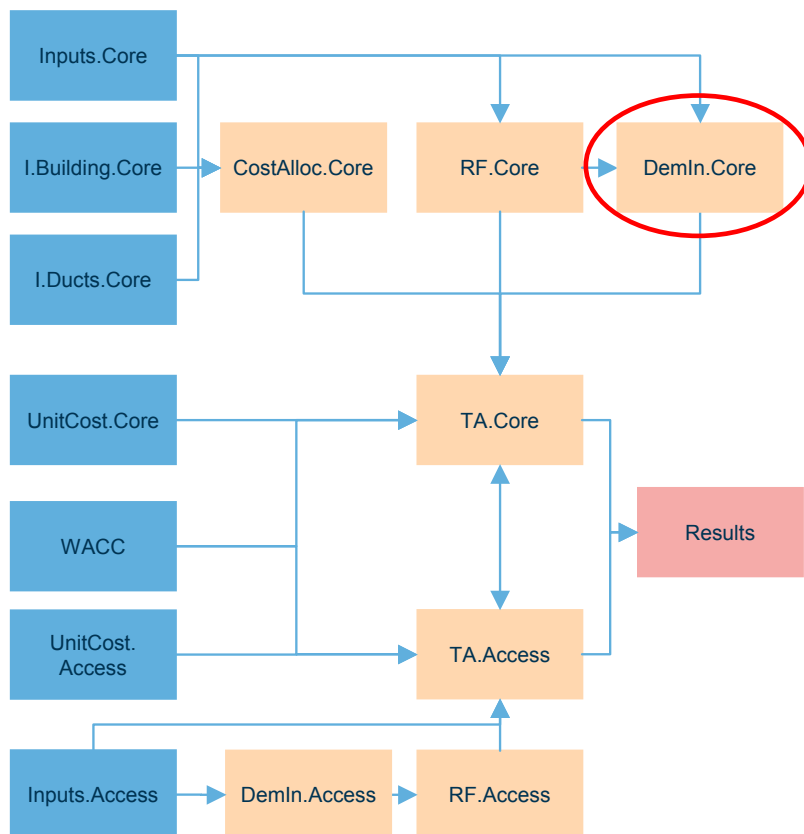 Inputs.Core
I.Building.Core
CostAlloc.Core
RF.Core
DemIn.Core
I.Ducts.Core
UnitCost.Core
TA.Core
WACC
Results
UnitCost.
Access
TA.Access
Inputs.Access
DemIn.Access
RF.Access